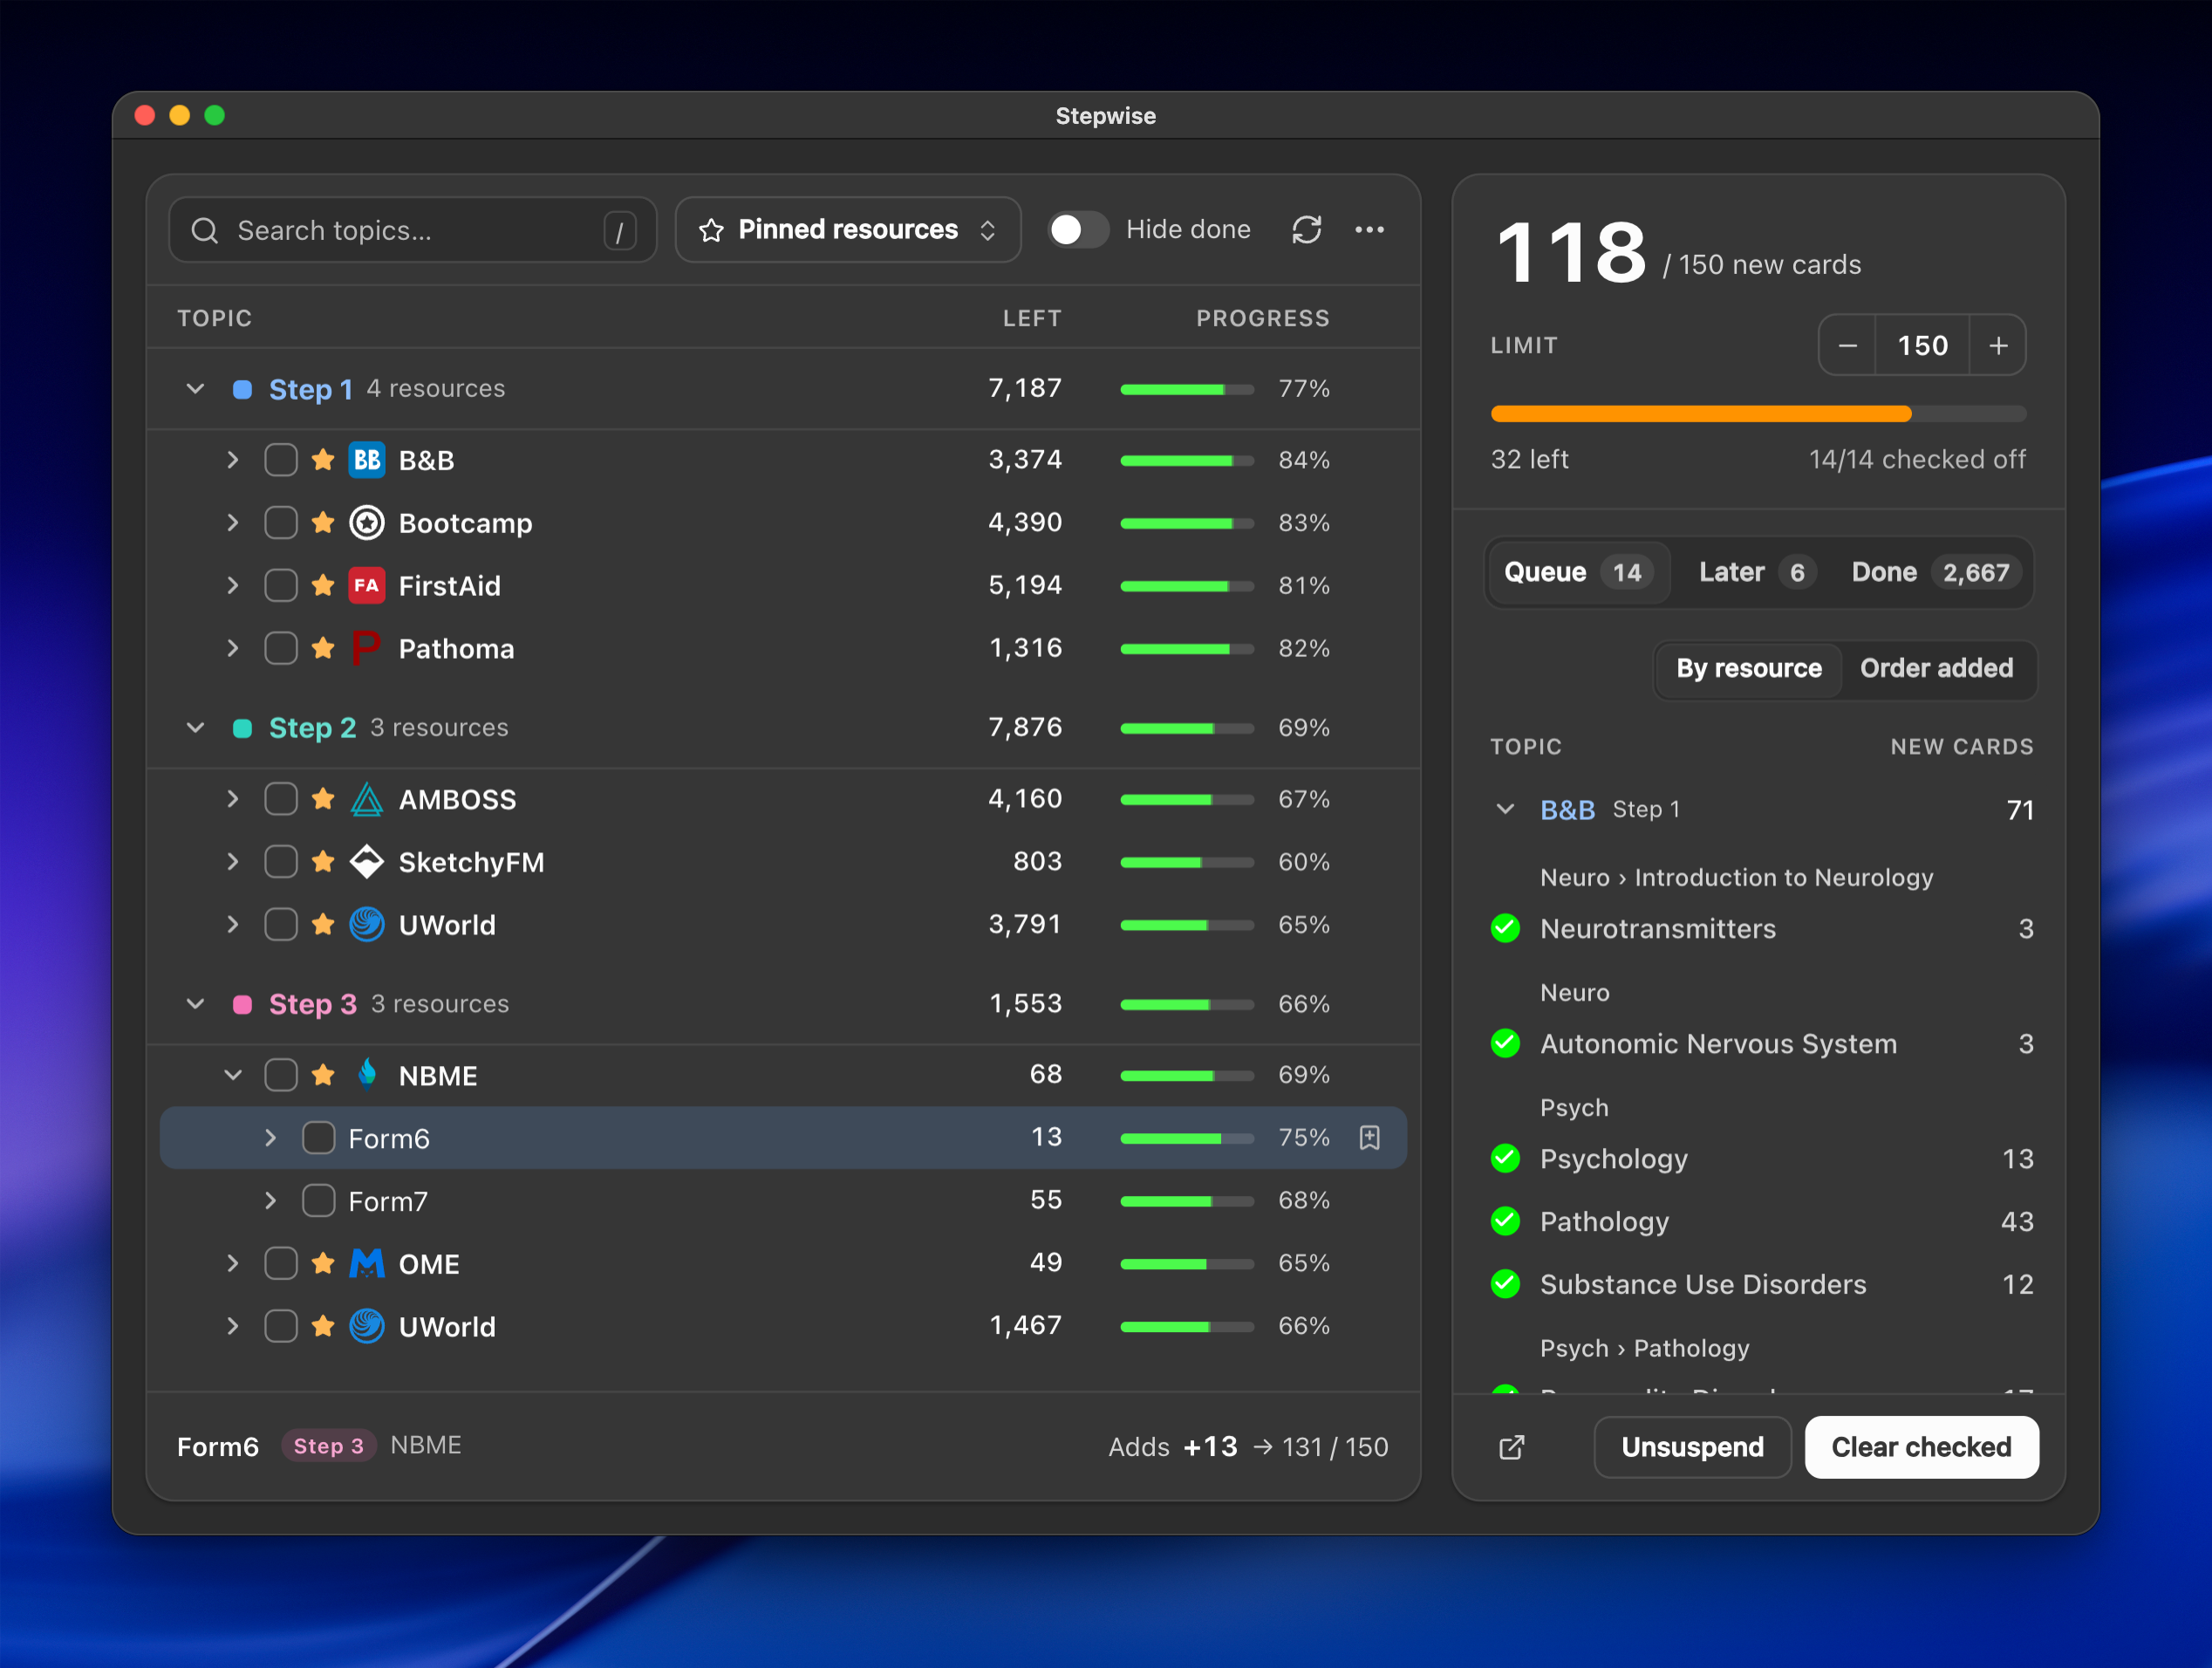 Stepwise
Search topics... /
Pinned resources
Hide done
TOPIC LEFT PROGRESS
Step 1 4 resources 7,187 77%
BB B&B 3,374 84%
Bootcamp 4,390 83%
FA FirstAid 5,194 81%
P Pathoma 1,316 82%
Step 2 3 resources 7,876 69%
AMBOSS 4,160 67%
SketchyFM 803 60%
UWorld 3,791 65%
Step 3 3 resources 1,553 66%
NBME 68 69%
Form6 13 75%
Form7 55 68%
OME 49 65%
UWorld 1,467 66%
Form6 Step 3 NBME Adds +13 → 131 / 150
118 / 150 new cards
LIMIT − 150 +
32 left 14/14 checked off
Queue 14 Later 6 Done 2,667
By resource Order added
TOPIC NEW CARDS
B&B Step 1 71
Neuro › Introduction to Neurology
Neurotransmitters 3
Neuro
Autonomic Nervous System 3
Psych
Psychology 13
Pathology 43
Substance Use Disorders 12
Psych › Pathology
Unsuspend Clear checked